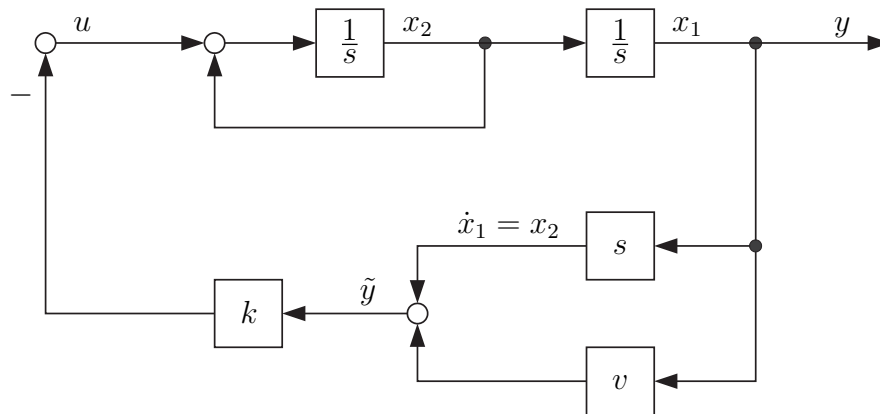 u
1
s
x₂
1
s
x₁
y
−
ẋ₁ = x₂
s
k
ỹ
v